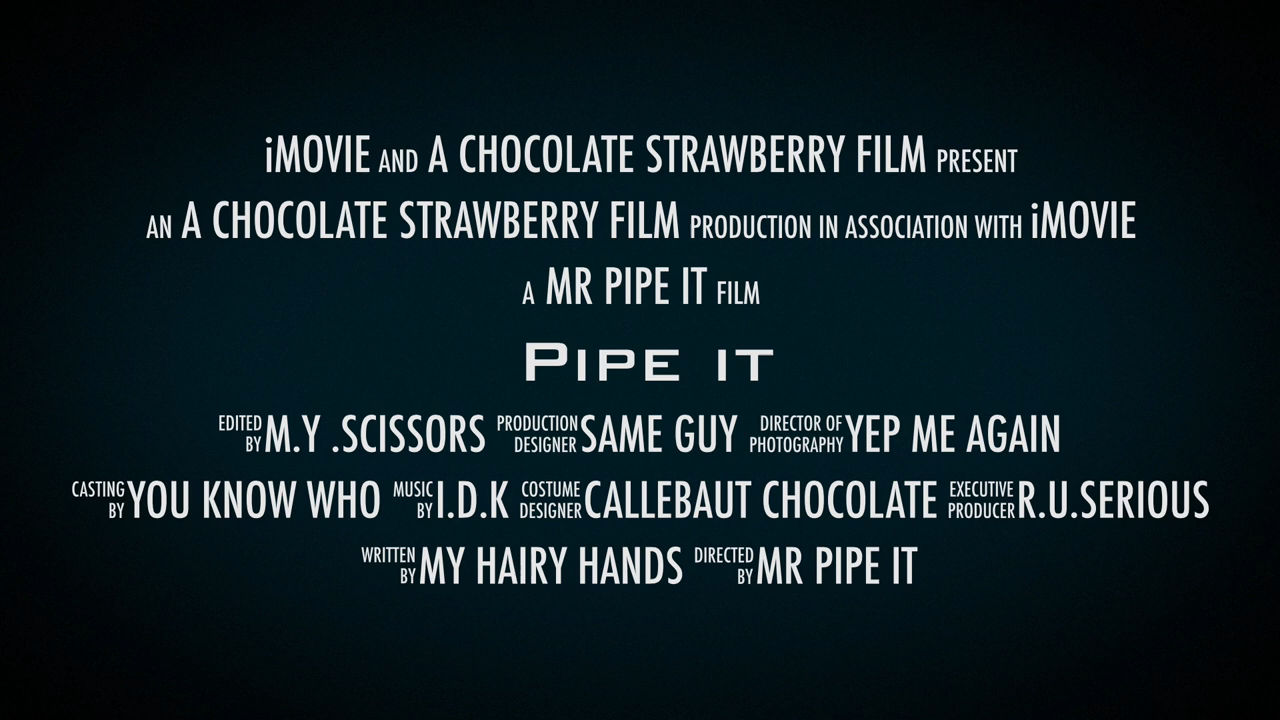 iMOVIE AND A CHOCOLATE STRAWBERRY FILM PRESENT
AN A CHOCOLATE STRAWBERRY FILM PRODUCTION IN ASSOCIATION WITH iMOVIE
A MR PIPE IT FILM
PIPE IT
EDITED BY M.Y .SCISSORS PRODUCTION DESIGNER SAME GUY DIRECTOR OF PHOTOGRAPHY YEP ME AGAIN
CASTING BY YOU KNOW WHO MUSIC BY I.D.K COSTUME DESIGNER CALLEBAUT CHOCOLATE EXECUTIVE PRODUCER R.U.SERIOUS
WRITTEN BY MY HAIRY HANDS DIRECTED BY MR PIPE IT